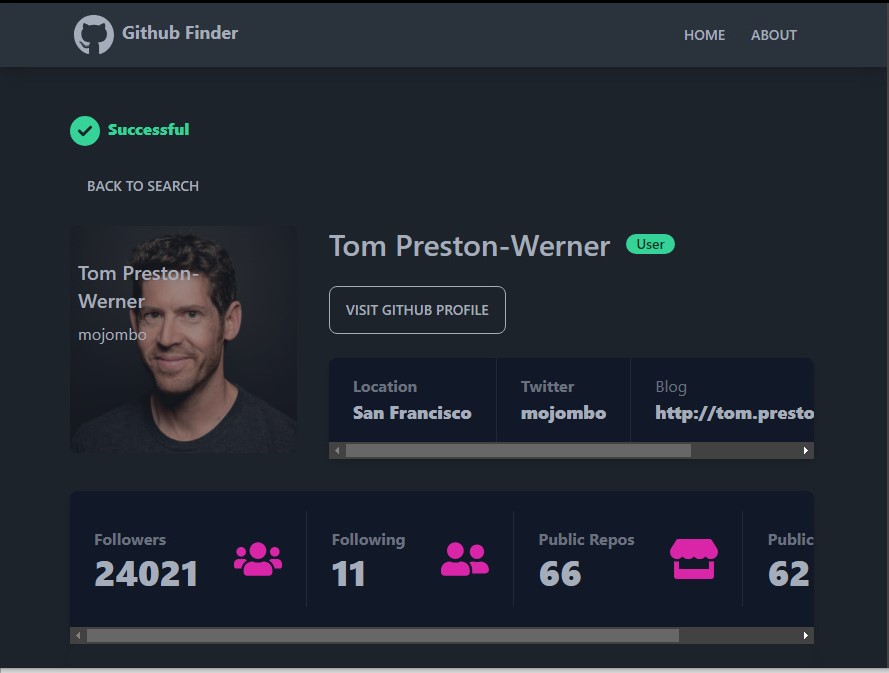 Github Finder
HOME
ABOUT
Successful
BACK TO SEARCH
Tom Preston-
Werner
mojombo
Tom Preston-Werner
User
VISIT GITHUB PROFILE
Location
San Francisco
Twitter
mojombo
Blog
http://tom.presto
Followers
24021
Following
11
Public Repos
66
Public
62